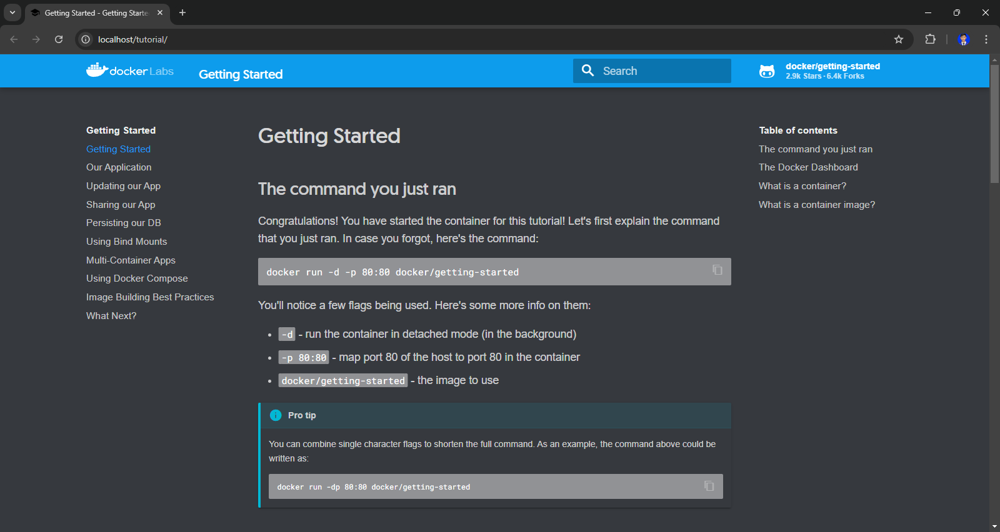 Getting Started - Getting Starte
localhost/tutorial/
docker Labs
Getting Started
Search
docker/getting-started
2.9k Stars · 6.4k Forks
Getting Started
Getting Started
Our Application
Updating our App
Sharing our App
Persisting our DB
Using Bind Mounts
Multi-Container Apps
Using Docker Compose
Image Building Best Practices
What Next?
Getting Started
The command you just ran
Congratulations! You have started the container for this tutorial! Let's first explain the command
that you just ran. In case you forgot, here's the command:
docker run -d -p 80:80 docker/getting-started
You'll notice a few flags being used. Here's some more info on them:
• -d - run the container in detached mode (in the background)
• -p 80:80 - map port 80 of the host to port 80 in the container
• docker/getting-started - the image to use
Pro tip
You can combine single character flags to shorten the full command. As an example, the command above could be
written as:
docker run -dp 80:80 docker/getting-started
Table of contents
The command you just ran
The Docker Dashboard
What is a container?
What is a container image?